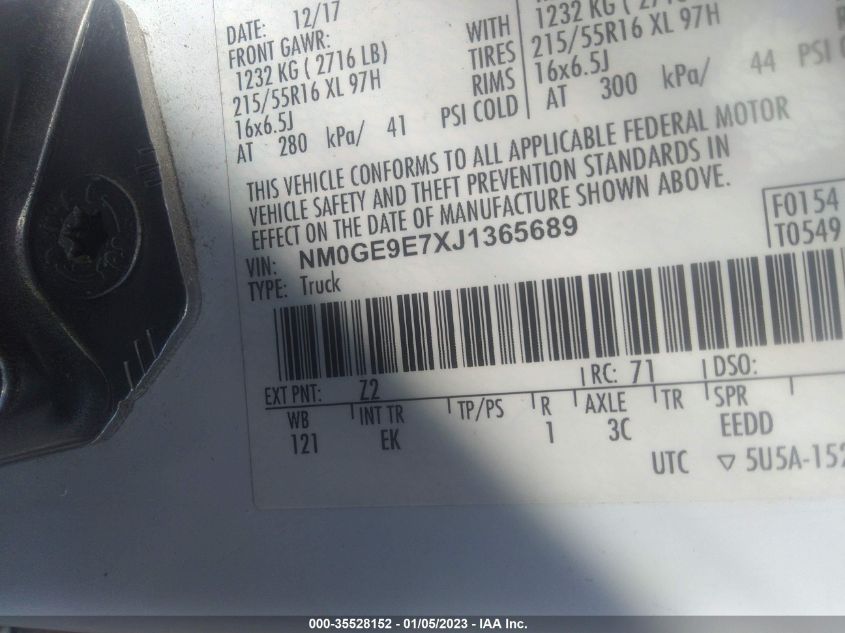 DATE: 12/17
FRONT GAWR: WITH 1232 KG ( 2716
1232 KG ( 2716 LB) TIRES 215/55R16 XL 97H
215/55R16 XL 97H RIMS 16x6.5J
16x6.5J PSI COLD AT 300 kPa/ 44 PSI CO
AT 280 kPa/ 41
THIS VEHICLE CONFORMS TO ALL APPLICABLE FEDERAL MOTOR
VEHICLE SAFETY AND THEFT PREVENTION STANDARDS IN
EFFECT ON THE DATE OF MANUFACTURE SHOWN ABOVE.
VIN: NM0GE9E7XJ1365689
F0154
T0549
TYPE: Truck
EXT PNT: Z2 RC: 71 DSO:
WB INT TR TP/PS R AXLE TR SPR
121 EK 1 3C EEDD
UTC ▽ 5U5A-152
000-35528152 - 01/05/2023 - IAA Inc.